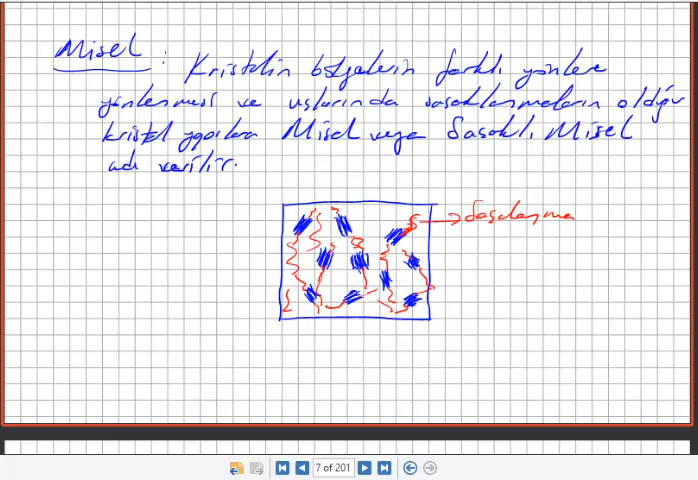 Misel : Kristalin bölgelerin farklı yönlere
yönlenmesi ve uçlarında saçaklanmaların olduğu
kristal yapılara Misel veya Saçaklı Misel
adı verilir.
Saçaklaşma
7 of 201